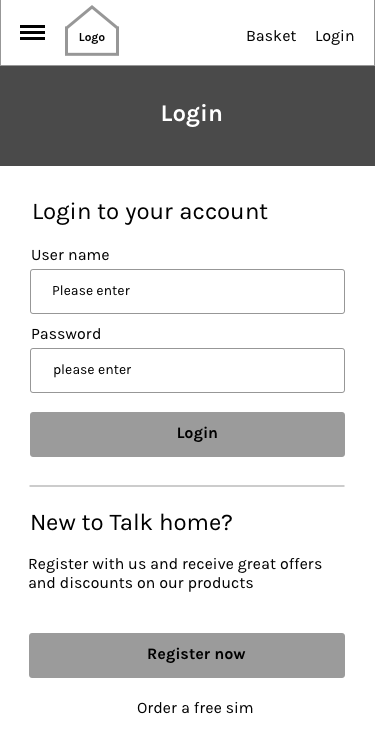 Logo
Basket Login
Login
Login to your account
User name
Please enter
Password
please enter
Login
New to Talk home?
Register with us and receive great offers
and discounts on our products
Register now
Order a free sim